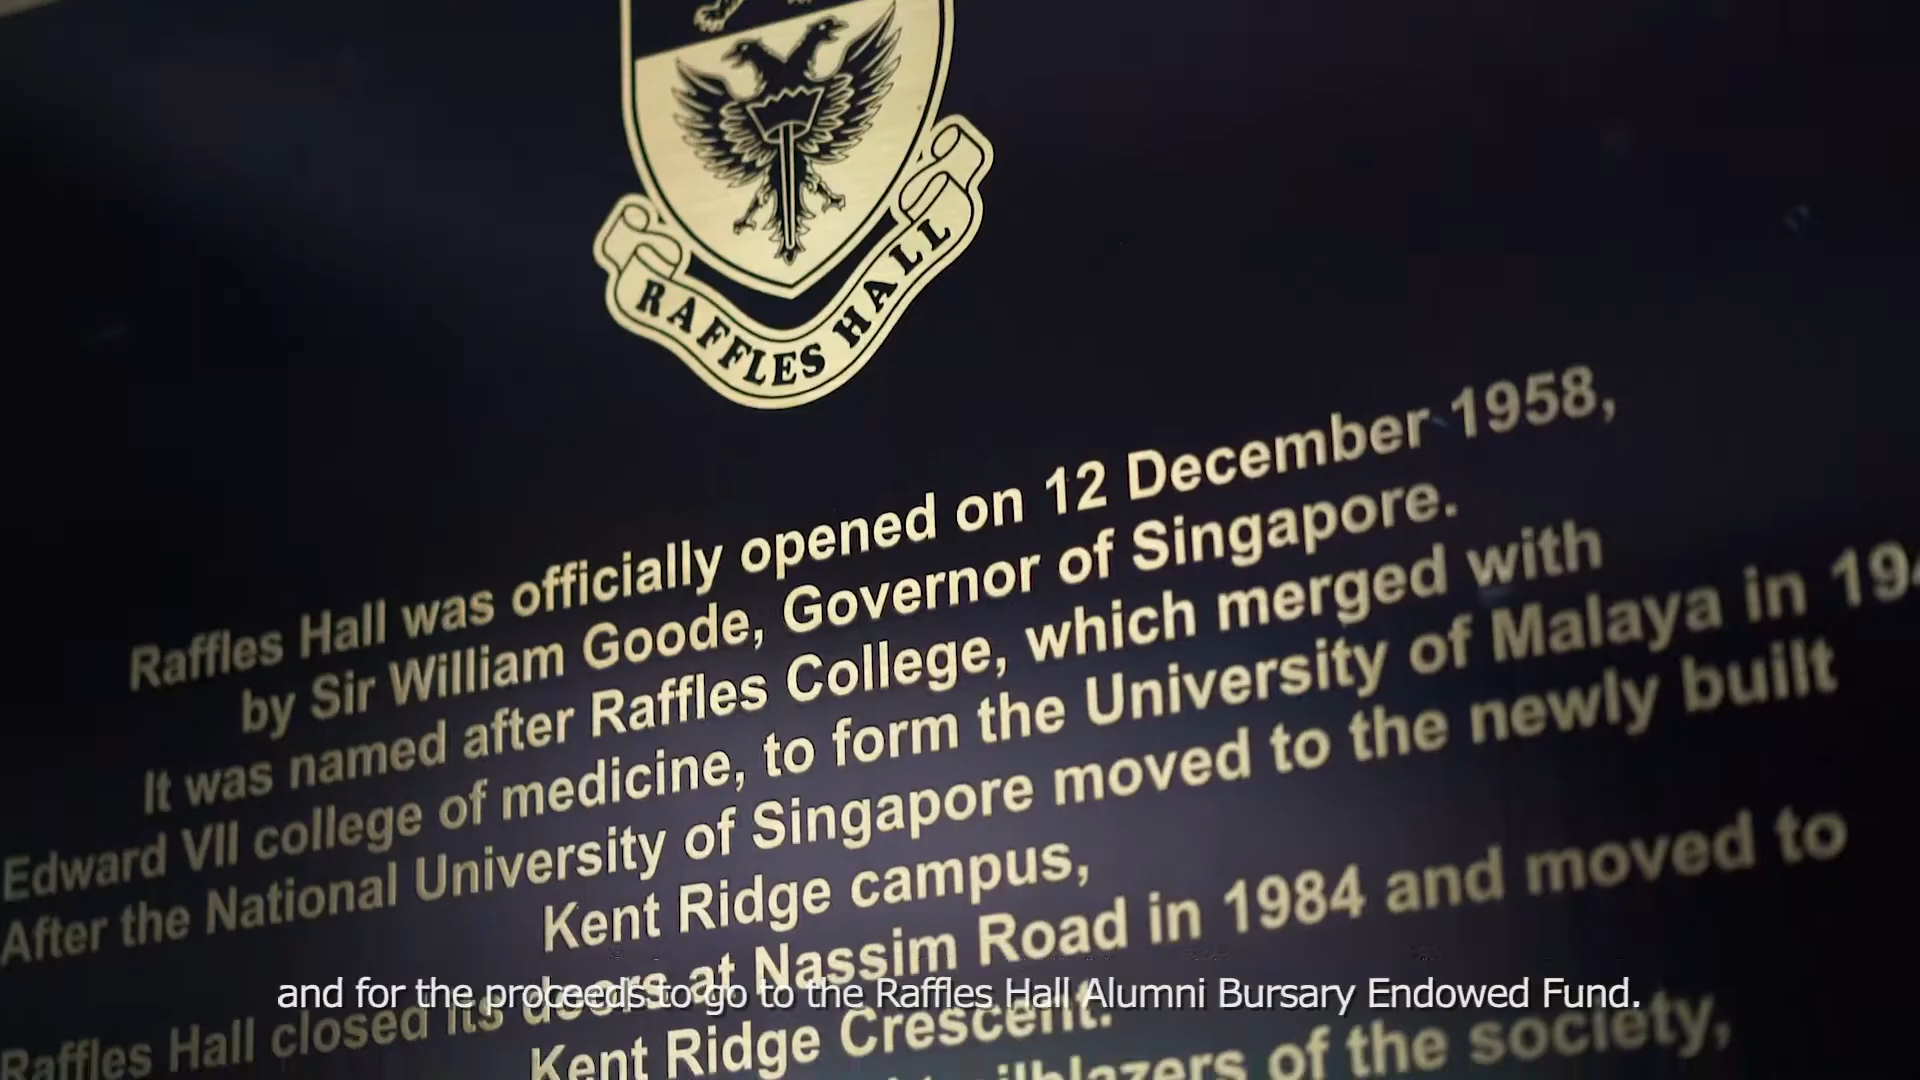 RAFFLES HALL
Raffles Hall was officially opened on 12 December 1958,
by Sir William Goode, Governor of Singapore.
It was named after Raffles College, which merged with
Edward VII college of medicine, to form the University of Malaya in 194
After the National University of Singapore moved to the newly built
Kent Ridge campus,
Raffles Hall closed its doors at Nassim Road in 1984 and moved to
Kent Ridge Crescent.
of the society,
and for the proceeds to go to the Raffles Hall Alumni Bursary Endowed Fund.